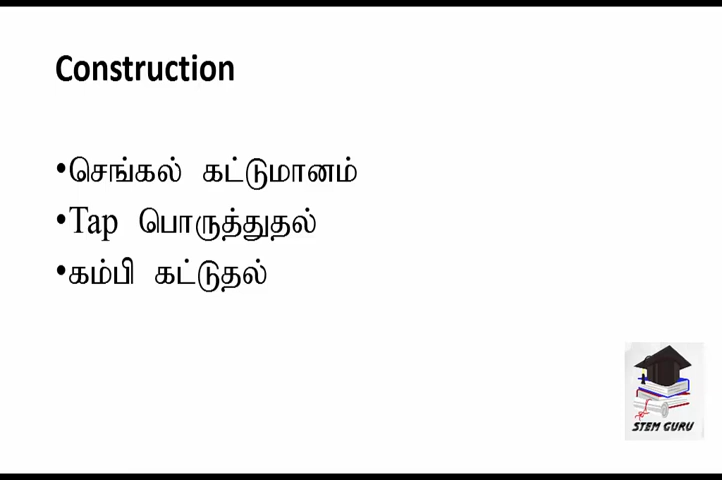 Construction
•செங்கல் கட்டுமானம்
•Tap பொருத்துதல்
•கம்பி கட்டுதல்
STEM GURU